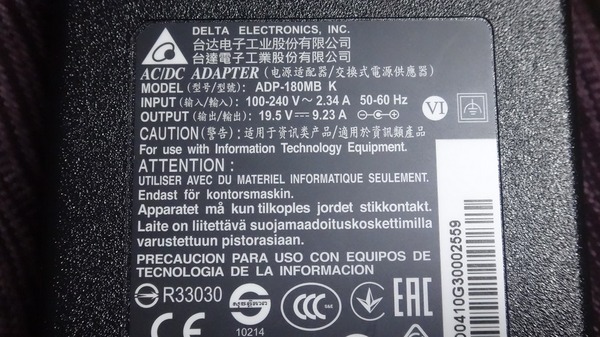 DELTA ELECTRONICS, INC.
台达电子工业股份有限公司
台達電子工業股份有限公司
AC/DC ADAPTER (电源适配器/交換式電源供應器)
MODEL (型号/型號): ADP-180MB K
INPUT (输入/輸入): 100-240 V ~ 2.34 A 50-60 Hz
OUTPUT (输出/輸出): 19.5 V⎓ 9.23 A
VI
CAUTION (警告): 适用于资讯类产品/適用於資訊類產品
For use with Information Technology Equipment.
ATTENTION :
UTILISER AVEC DU MATERIEL INFORMATIQUE SEULEMENT.
Endast för kontorsmaskin.
Apparatet må kun tilkoples jordet stikkontakt.
Laite on liitettävä suojamaadoituskoskettimilla
varustettuun pistorasiaan.
PRECAUCION PARA USO CON EQUIPOS DE
TECNOLOGIA DE LA INFORMACION
R33030
10214
CCC
EAC
CE
00410G30002559